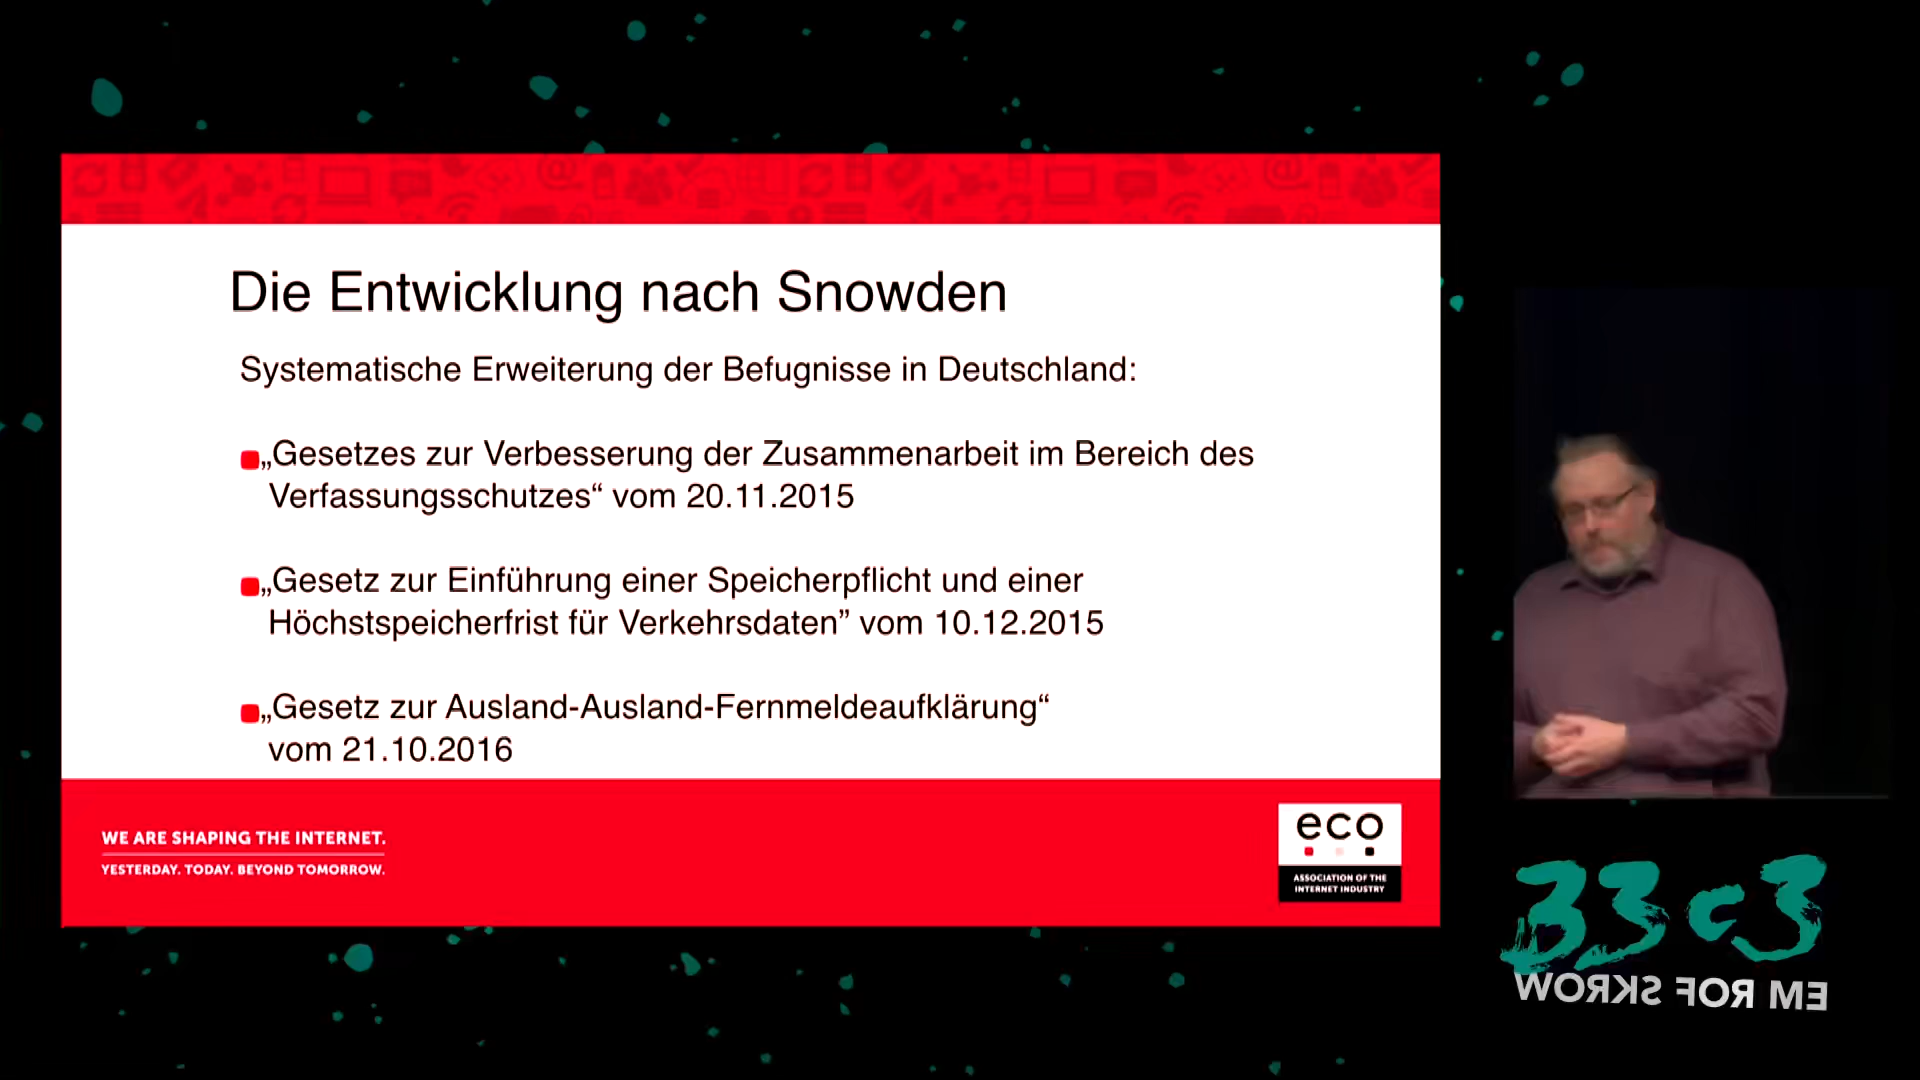 Die Entwicklung nach Snowden
Systematische Erweiterung der Befugnisse in Deutschland:
„Gesetzes zur Verbesserung der Zusammenarbeit im Bereich des
Verfassungsschutzes“ vom 20.11.2015
„Gesetz zur Einführung einer Speicherpflicht und einer
Höchstspeicherfrist für Verkehrsdaten” vom 10.12.2015
„Gesetz zur Ausland-Ausland-Fernmeldeaufklärung“
vom 21.10.2016
WE ARE SHAPING THE INTERNET.
YESTERDAY. TODAY. BEYOND TOMORROW.
eco
ASSOCIATION OF THE
INTERNET INDUSTRY
33c3
WORKS FOR ME